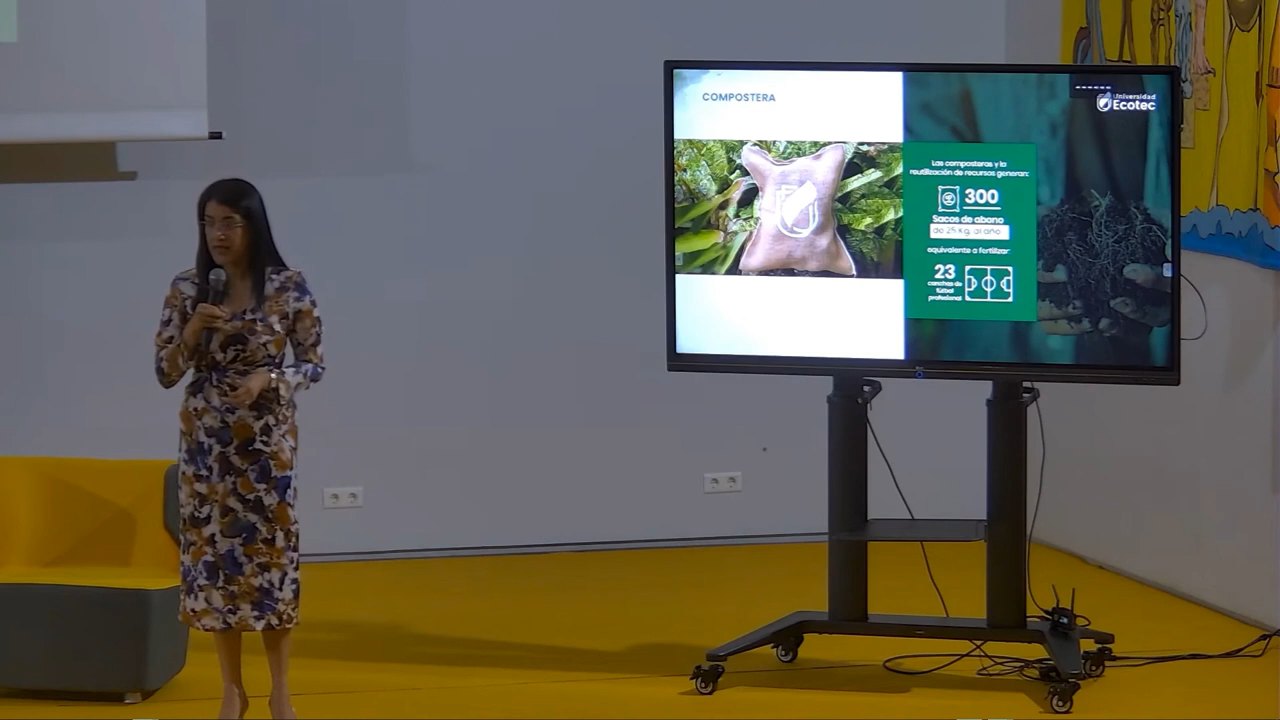 COMPOSTERA
Universidad
Ecotec
Las composteras y la
reutilización de recursos generan:
300
Sacos de abono
de 25 Kg. al año
equivalente a fertilizar:
23
canchas de
fútbol
profesional